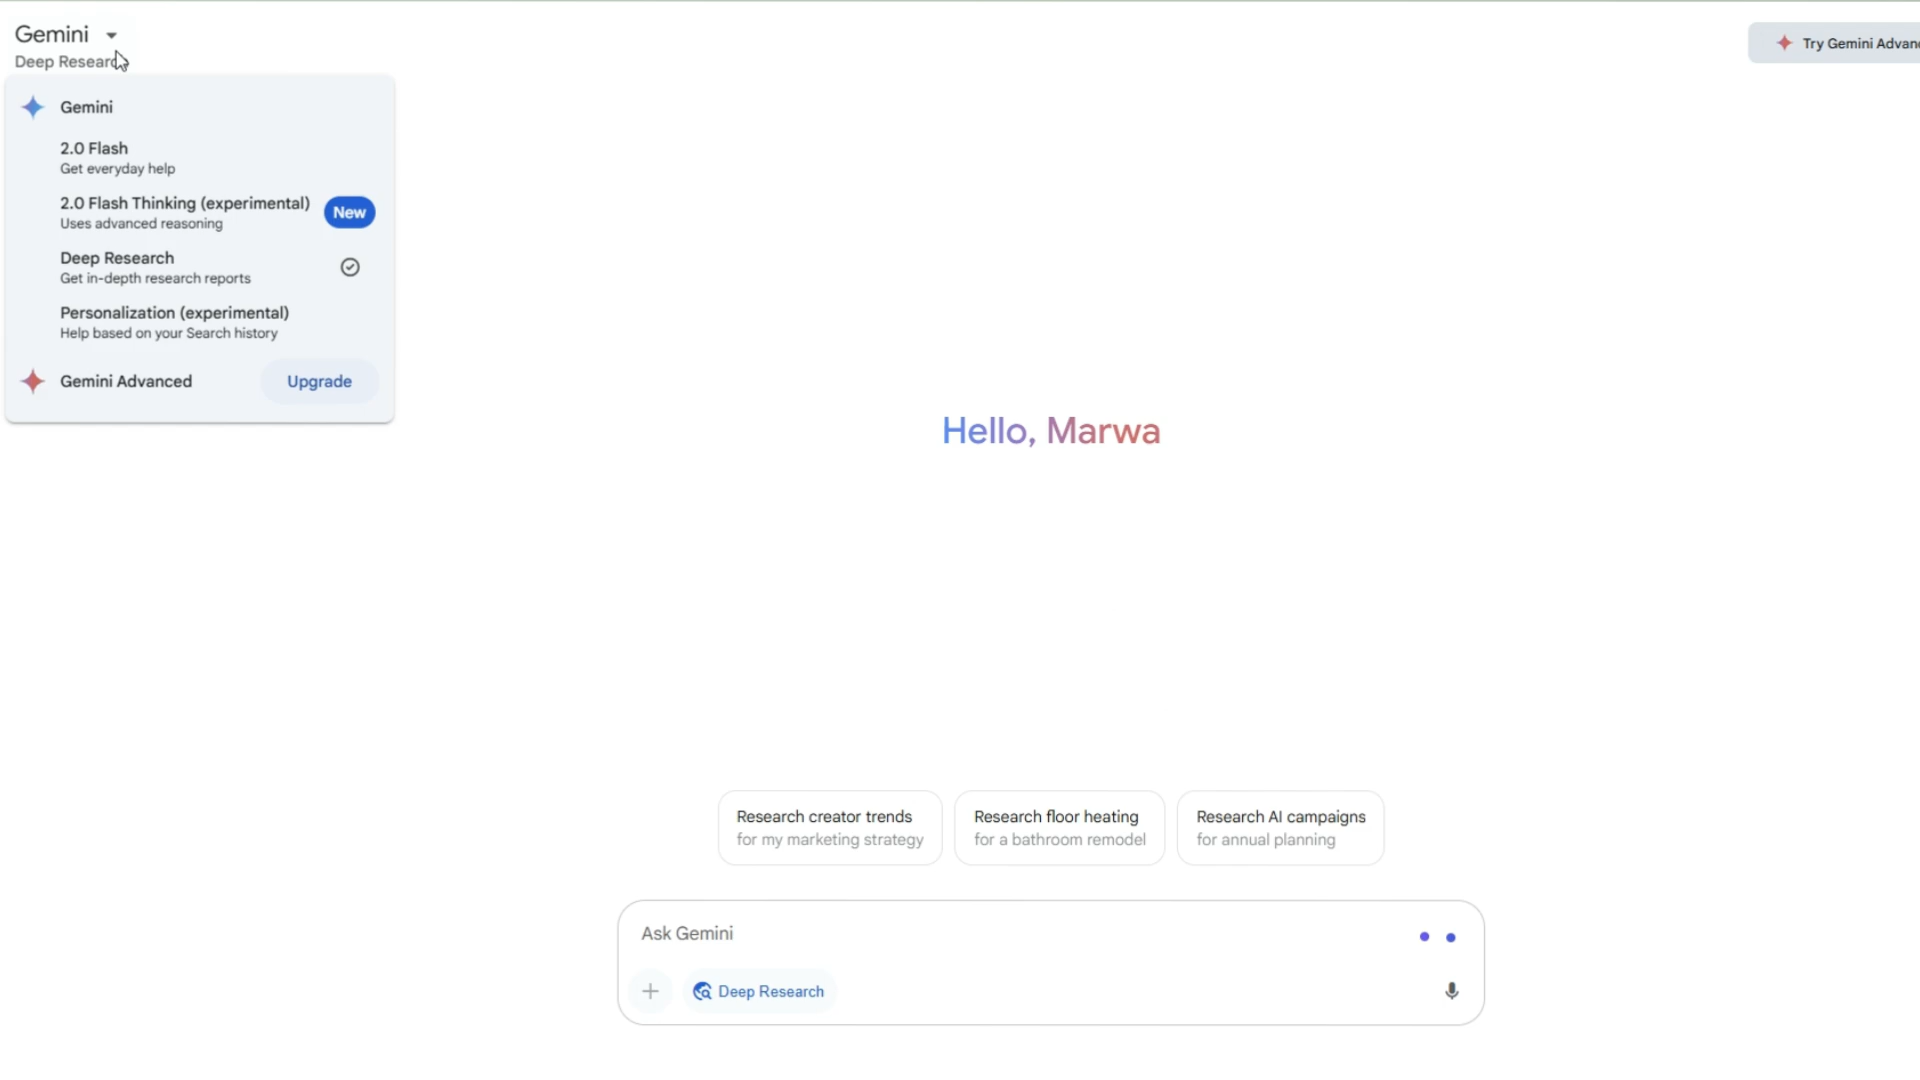 Gemini
Deep Research
Gemini
2.0 Flash
Get everyday help
2.0 Flash Thinking (experimental)
Uses advanced reasoning
New
Deep Research
Get in-depth research reports
Personalization (experimental)
Help based on your Search history
Gemini Advanced
Upgrade
Try Gemini Advan
Hello, Marwa
Research creator trends
for my marketing strategy
Research floor heating
for a bathroom remodel
Research AI campaigns
for annual planning
Ask Gemini
Deep Research